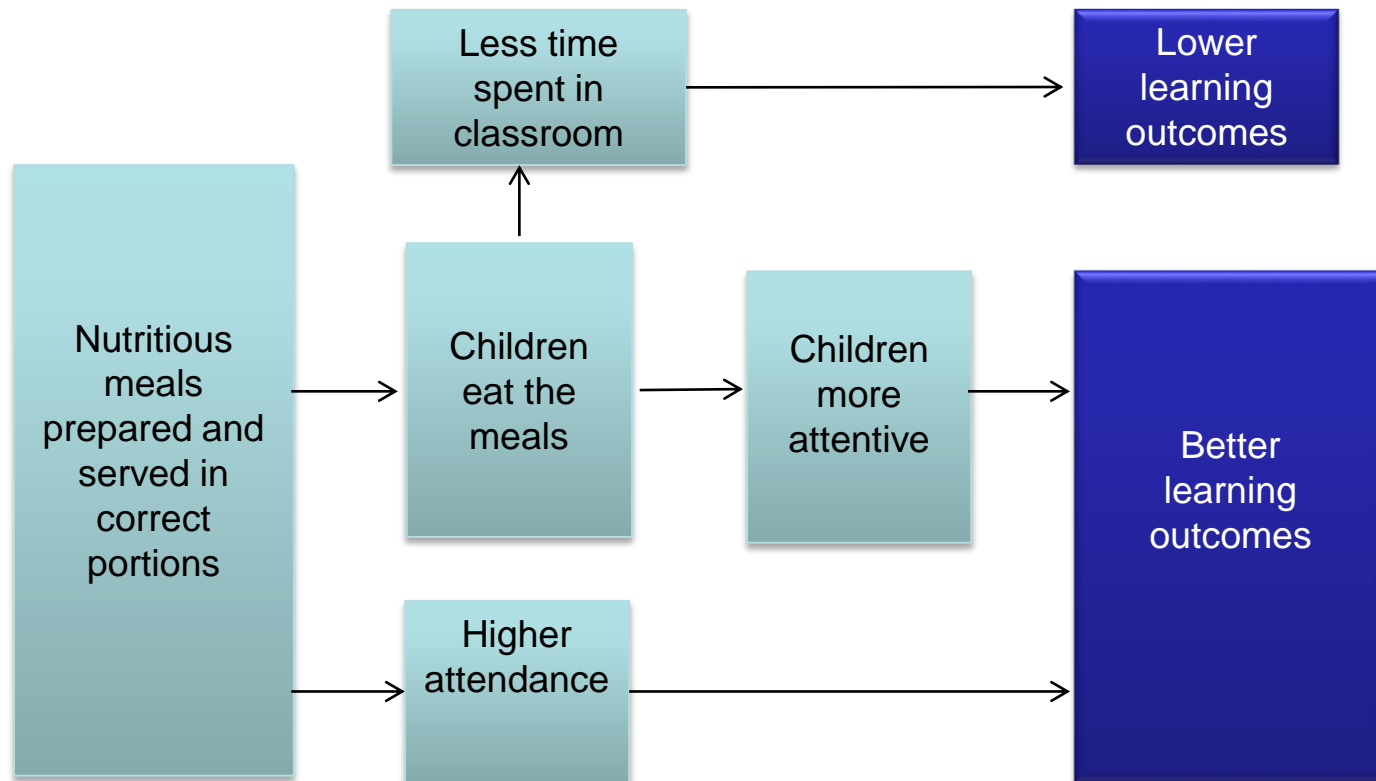 Less time
spent in
classroom
Lower
learning
outcomes
Nutritious
meals
prepared and
served in
correct
portions
Children
eat the
meals
Children
more
attentive
Better
learning
outcomes
Higher
attendance